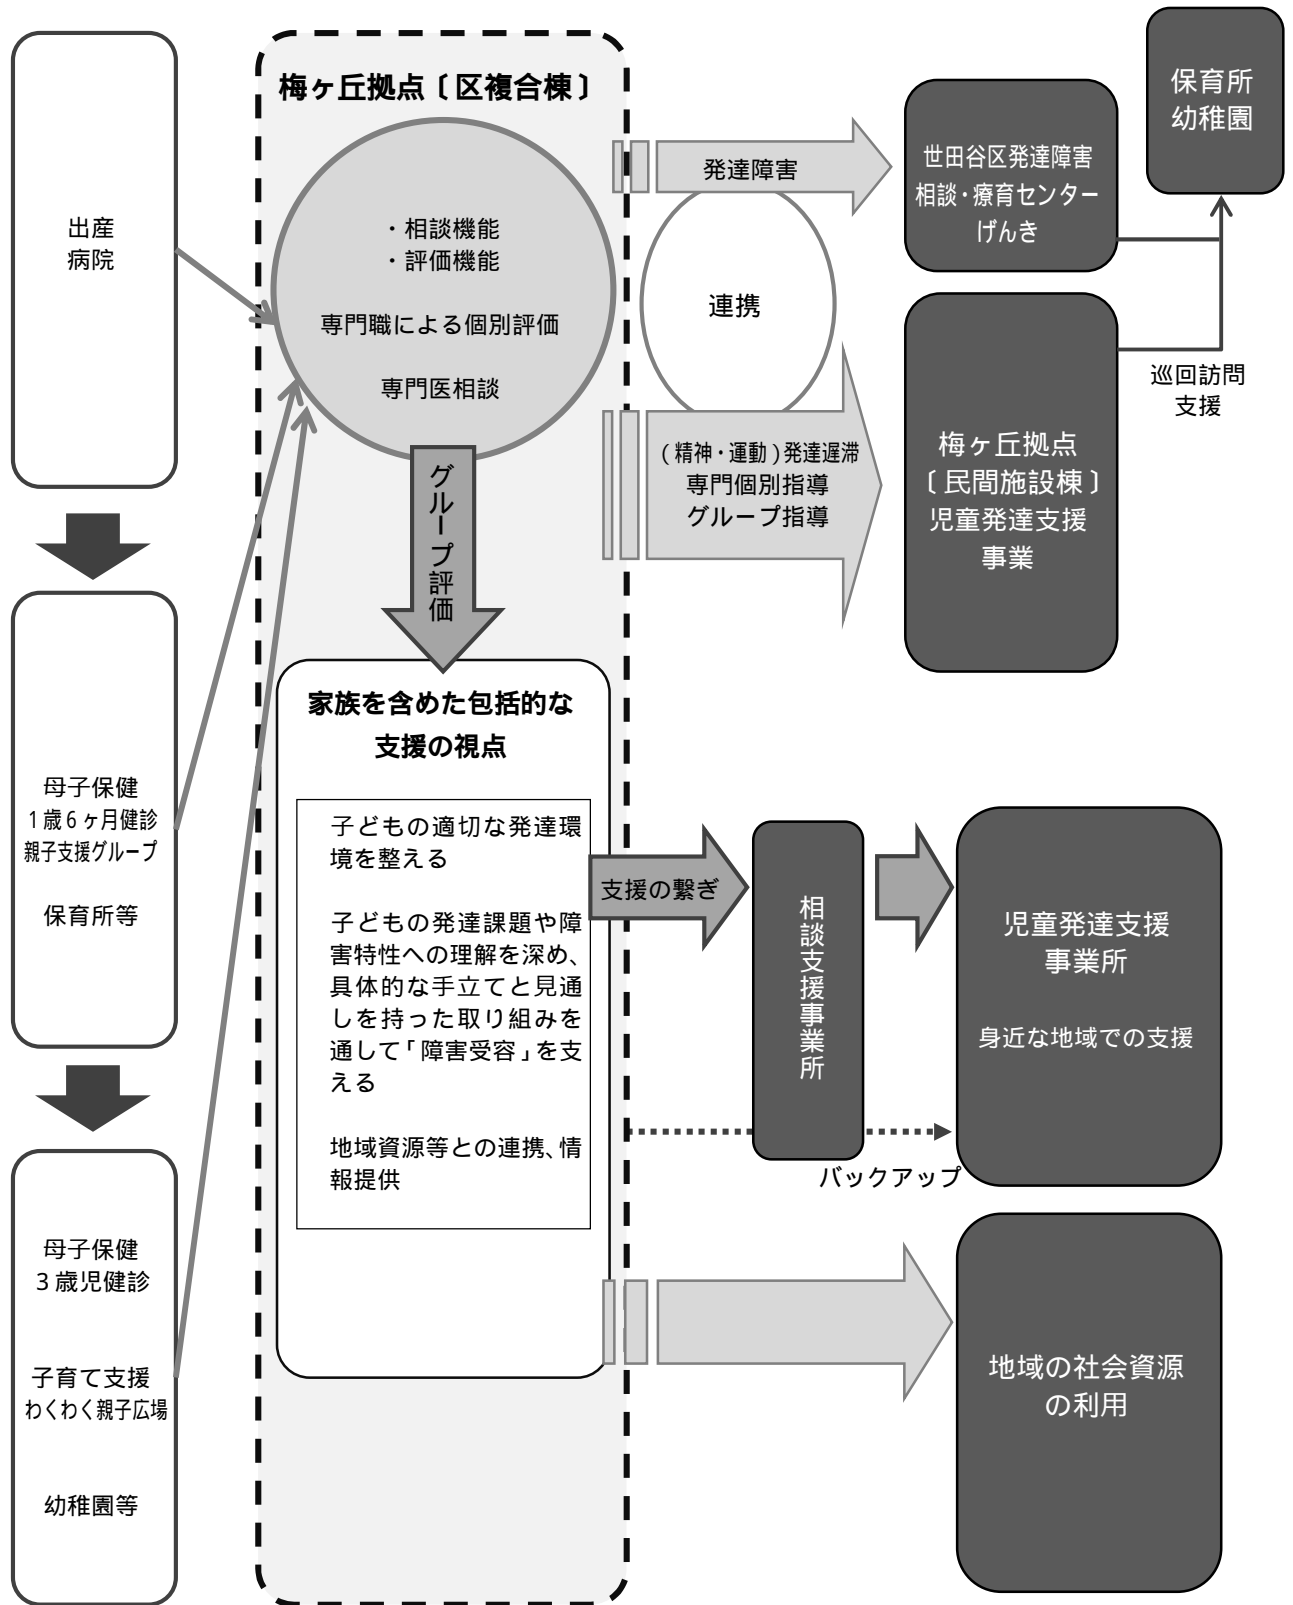 出産
病院
母子保健
1歳6ヶ月健診
親子支援グループ
保育所等
母子保健
3歳児健診
子育て支援
わくわく親子広場
幼稚園等
梅ヶ丘拠点〔区複合棟〕
・相談機能
・評価機能
専門職による個別評価
専門医相談
グループ評価
家族を含めた包括的な
支援の視点
子どもの適切な発達環
境を整える
子どもの発達課題や障
害特性への理解を深め、
具体的な手立てと見通
しを持った取り組みを
通して「障害受容」を支
える
地域資源等との連携、情
報提供
発達障害
連携
(精神・運動)発達遅滞
専門個別指導
グループ指導
世田谷区発達障害
相談・療育センター
げんき
保育所
幼稚園
巡回訪問
支援
梅ヶ丘拠点
〔民間施設棟〕
児童発達支援
事業
支援の繋ぎ
相談支援事業所
児童発達支援
事業所
身近な地域での支援
バックアップ
地域の社会資源
の利用